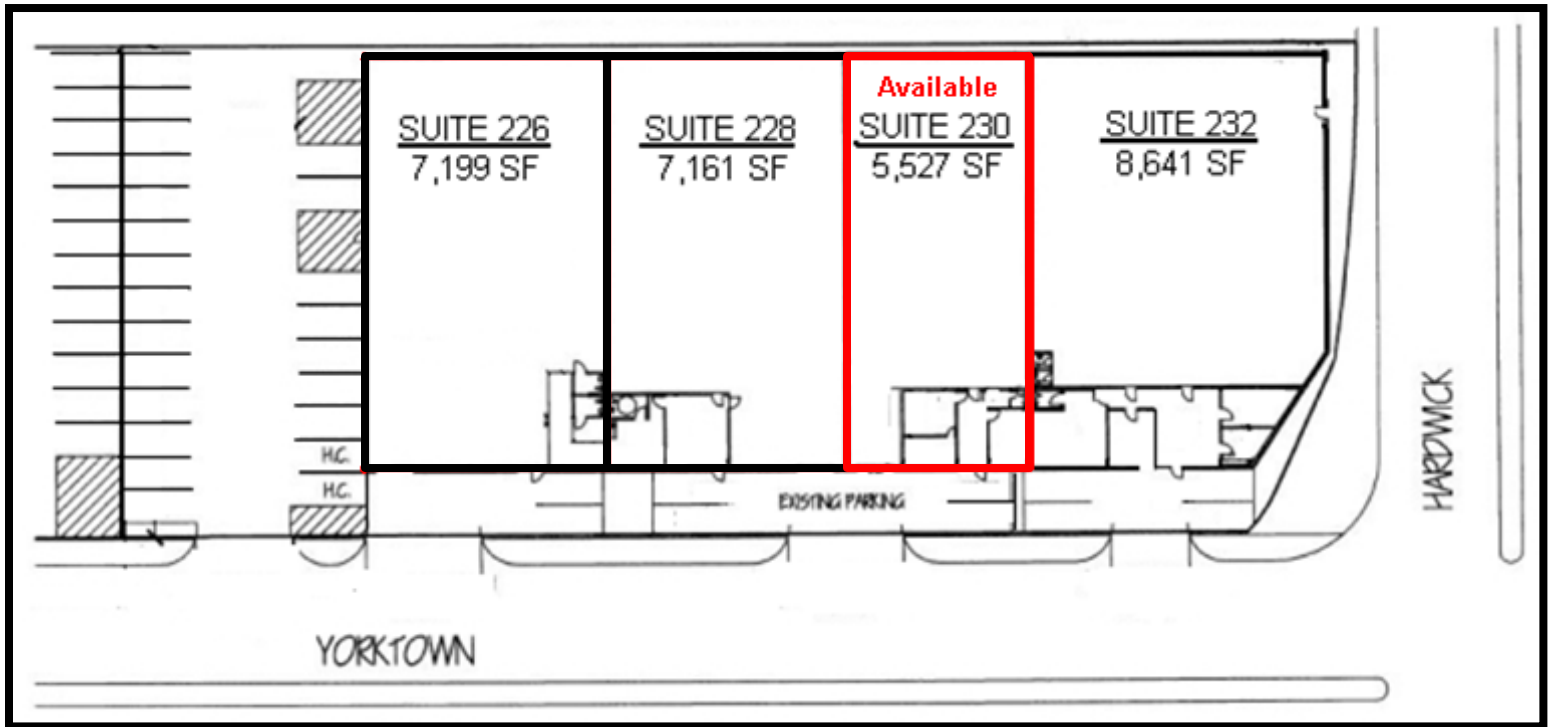 Available
SUITE 226
7,199 SF
SUITE 228
7,161 SF
SUITE 230
5,527 SF
SUITE 232
8,641 SF
H.C.
H.C.
EXISTING PARKING
HARDWICK
YORKTOWN